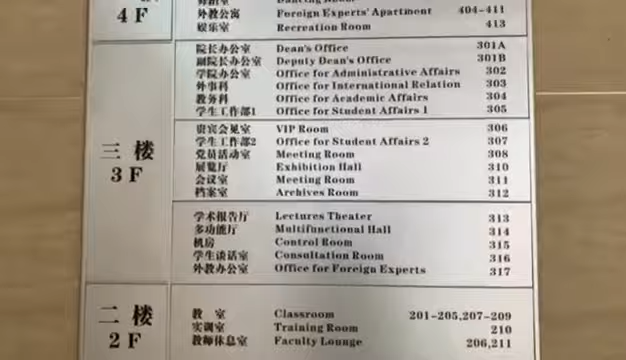 4 F
外教公寓 Foreign Experts' Apartment 404-411
娱乐室 Recreation Room 413
三 楼
3 F
院长办公室 Dean's Office 301A
副院长办公室 Deputy Dean's Office 301B
学院办公室 Office for Administrative Affairs 302
外事科 Office for International Relation 303
教务科 Office for Academic Affairs 304
学生工作部1 Office for Student Affairs 1 305
贵宾会见室 VIP Room 306
学生工作部2 Office for Student Affairs 2 307
党员活动室 Meeting Room 308
展览厅 Exhibition Hall 310
会议室 Meeting Room 311
档案室 Archives Room 312
学术报告厅 Lectures Theater 313
多功能厅 Multifunctional Hall 314
机房 Control Room 315
学生谈话室 Consultation Room 316
外教办公室 Office for Foreign Experts 317
二 楼
2 F
教 室 Classroom 201-205,207-209
实训室 Training Room 210
教师休息室 Faculty Lounge 206,211